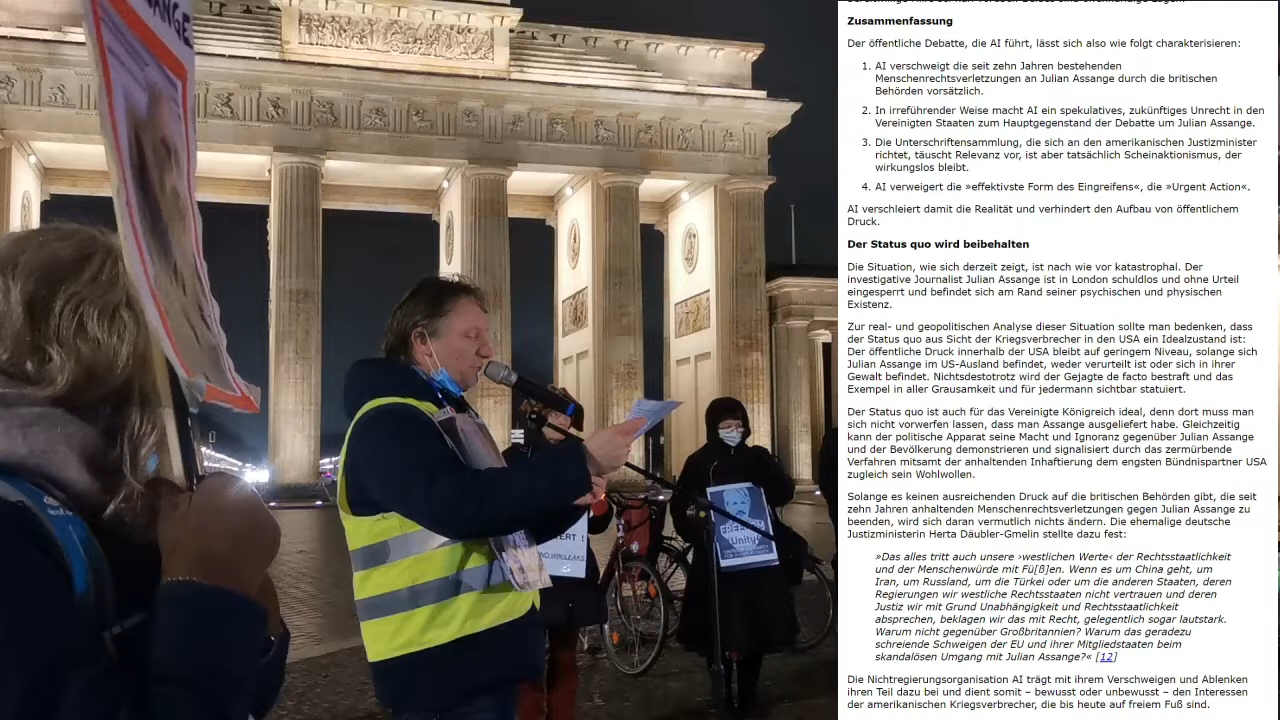 ANGE
ERT !
ND.WIKILEAKS
FREEDOM
Unity
Zusammenfassung
Der öffentliche Debatte, die AI führt, lässt sich also wie folgt charakterisieren:
1. AI verschweigt die seit zehn Jahren bestehenden
Menschenrechtsverletzungen an Julian Assange durch die britischen
Behörden vorsätzlich.
2. In irreführender Weise macht AI ein spekulatives, zukünftiges Unrecht in den
Vereinigten Staaten zum Hauptgegenstand der Debatte um Julian Assange.
3. Die Unterschriftensammlung, die sich an den amerikanischen Justizminister
richtet, täuscht Relevanz vor, ist aber tatsächlich Scheinaktionismus, der
wirkungslos bleibt.
4. AI verweigert die »effektivste Form des Eingreifens«, die »Urgent Action«.
AI verschleiert damit die Realität und verhindert den Aufbau von öffentlichem
Druck.
Der Status quo wird beibehalten
Die Situation, wie sich derzeit zeigt, ist nach wie vor katastrophal. Der
investigative Journalist Julian Assange ist in London schuldlos und ohne Urteil
eingesperrt und befindet sich am Rand seiner psychischen und physischen
Existenz.
Zur real- und geopolitischen Analyse dieser Situation sollte man bedenken, dass
der Status quo aus Sicht der Kriegsverbrecher in den USA ein Idealzustand ist:
Der öffentliche Druck innerhalb der USA bleibt auf geringem Niveau, solange sich
Julian Assange im US-Ausland befindet, weder verurteilt ist oder sich in ihrer
Gewalt befindet. Nichtsdestotrotz wird der Gejagte de facto bestraft und das
Exempel in aller Grausamkeit und für jedermann sichtbar statuiert.
Der Status quo ist auch für das Vereinigte Königreich ideal, denn dort muss man
sich nicht vorwerfen lassen, dass man Assange ausgeliefert habe. Gleichzeitig
kann der politische Apparat seine Macht und Ignoranz gegenüber Julian Assange
und der Bevölkerung demonstrieren und signalisiert durch das zermürbende
Verfahren mitsamt der anhaltenden Inhaftierung dem engsten Bündnispartner USA
zugleich sein Wohlwollen.
Solange es keinen ausreichenden Druck auf die britischen Behörden gibt, die seit
zehn Jahren anhaltenden Menschenrechtsverletzungen gegen Julian Assange zu
beenden, wird sich daran vermutlich nichts ändern. Die ehemalige deutsche
Justizministerin Herta Däubler-Gmelin stellte dazu fest:
»Das alles tritt auch unsere ›westlichen Werte‹ der Rechtsstaatlichkeit
und der Menschenwürde mit Fü[ß]en. Wenn es um China geht, um
Iran, um Russland, um die Türkei oder um die anderen Staaten, deren
Regierungen wir westliche Rechtsstaaten nicht vertrauen und deren
Justiz wir mit Grund Unabhängigkeit und Rechtsstaatlichkeit
absprechen, beklagen wir das mit Recht, gelegentlich sogar lautstark.
Warum nicht gegenüber Großbritannien? Warum das geradezu
schreiende Schweigen der EU und ihrer Mitgliedstaaten beim
skandalösen Umgang mit Julian Assange?« [12]
Die Nichtregierungsorganisation AI trägt mit ihrem Verschweigen und Ablenken
ihren Teil dazu bei und dient somit – bewusst oder unbewusst – den Interessen
der amerikanischen Kriegsverbrecher, die bis heute auf freiem Fuß sind.